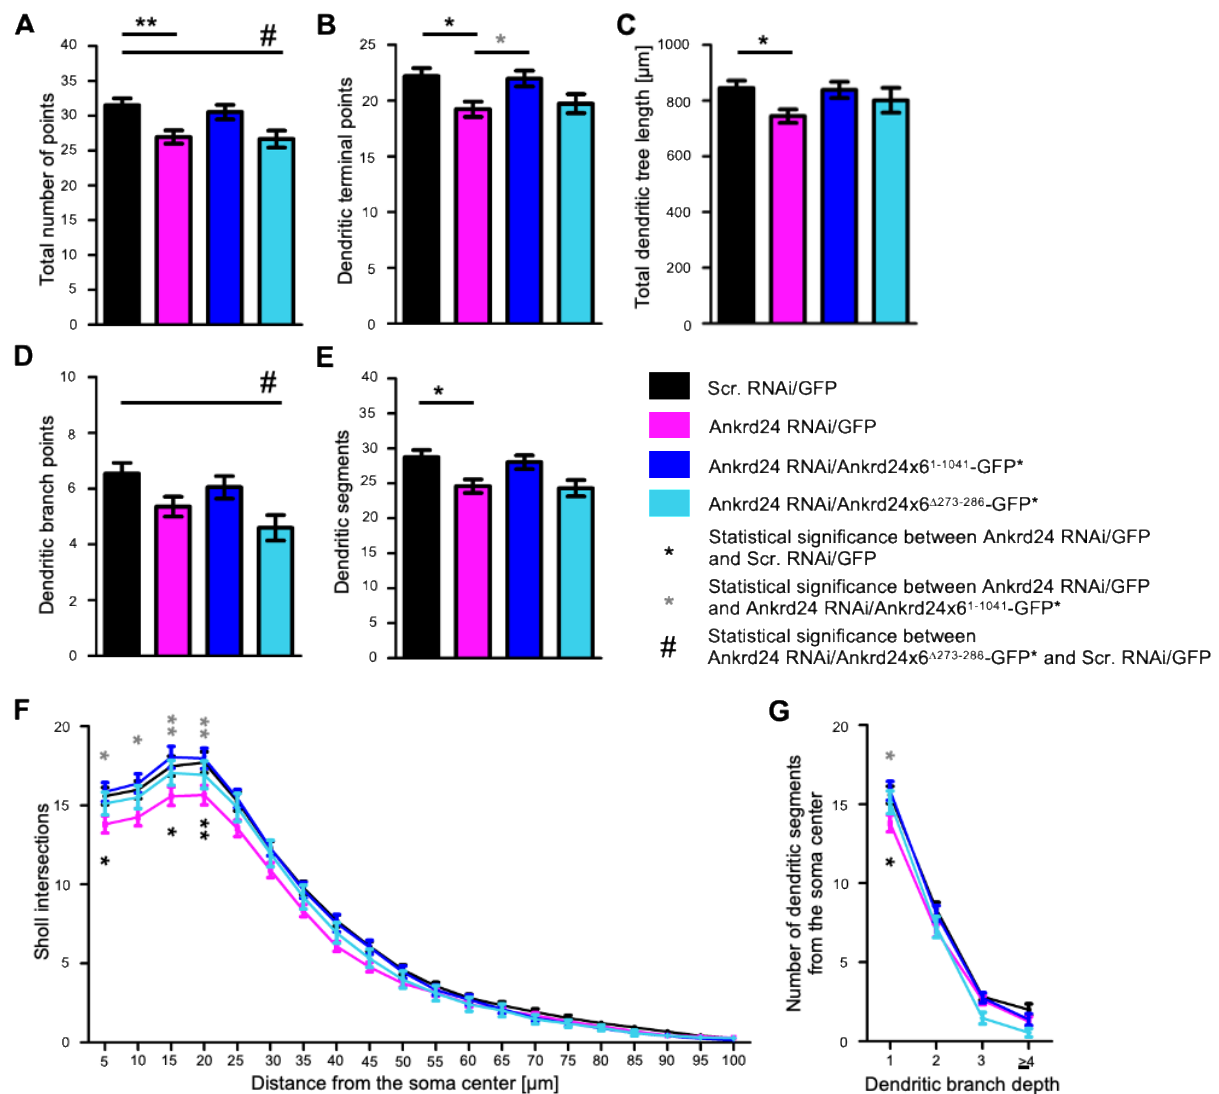 A
**
#
Total number of points
40
35
30
25
20
15
10
5
0
B
*
*
Dendritic terminal points
25
20
15
10
5
0
C
*
Total dendritic tree length [µm]
1000
800
600
400
200
0
D
#
Dendritic branch points
10
8
6
4
2
0
E
*
Dendritic segments
40
35
30
25
20
15
10
5
0
Scr. RNAi/GFP
Ankrd24 RNAi/GFP
Ankrd24 RNAi/Ankrd24x6¹⁻¹⁰⁴¹-GFP*
Ankrd24 RNAi/Ankrd24x6^Δ273-286-GFP*
* Statistical significance between Ankrd24 RNAi/GFP
and Scr. RNAi/GFP
* Statistical significance between Ankrd24 RNAi/GFP
and Ankrd24 RNAi/Ankrd24x6¹⁻¹⁰⁴¹-GFP*
# Statistical significance between
Ankrd24 RNAi/Ankrd24x6^Δ273-286-GFP* and Scr. RNAi/GFP
F
Sholl intersections
20
15
10
5
0
* * ** **
* * **
5 10 15 20 25 30 35 40 45 50 55 60 65 70 75 80 85 90 95 100
Distance from the soma center [µm]
G
Number of dendritic segments
from the soma center
20
15
10
5
0
*
*
1 2 3 ≥4
Dendritic branch depth